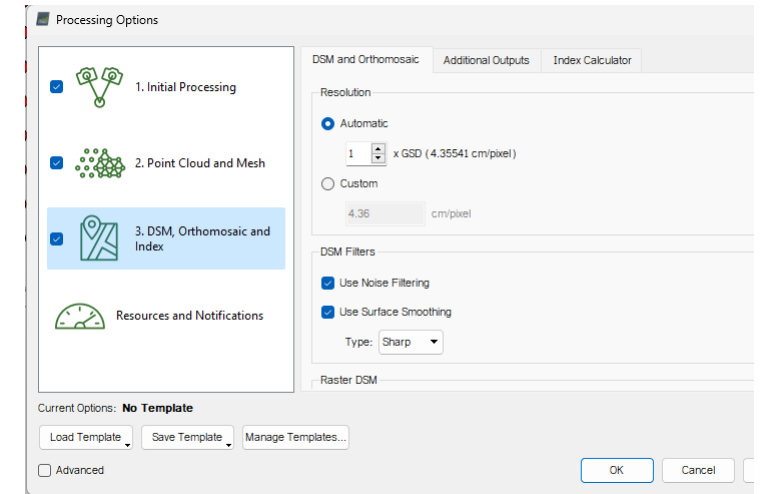 Processing Options
1. Initial Processing
2. Point Cloud and Mesh
3. DSM, Orthomosaic and
Index
Resources and Notifications
DSM and Orthomosaic
Additional Outputs
Index Calculator
Resolution
Automatic
1 x GSD (4.35541 cm/pixel)
Custom
4.36 cm/pixel
DSM Filters
Use Noise Filtering
Use Surface Smoothing
Type: Sharp
Raster DSM
Current Options: No Template
Load Template
Save Template
Manage Templates...
Advanced
OK
Cancel